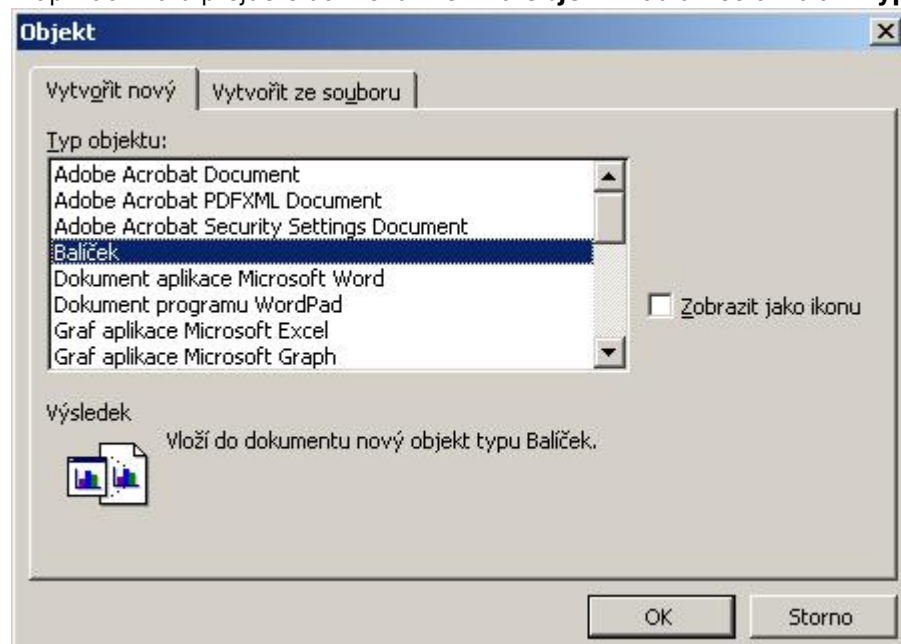 Objekt
Vytvořit nový
Vytvořit ze souboru
Typ objektu:
Adobe Acrobat Document
Adobe Acrobat PDFXML Document
Adobe Acrobat Security Settings Document
Balíček
Dokument aplikace Microsoft Word
Dokument programu WordPad
Graf aplikace Microsoft Excel
Graf aplikace Microsoft Graph
Zobrazit jako ikonu
Výsledek
Vloží do dokumentu nový objekt typu Balíček.
OK
Storno